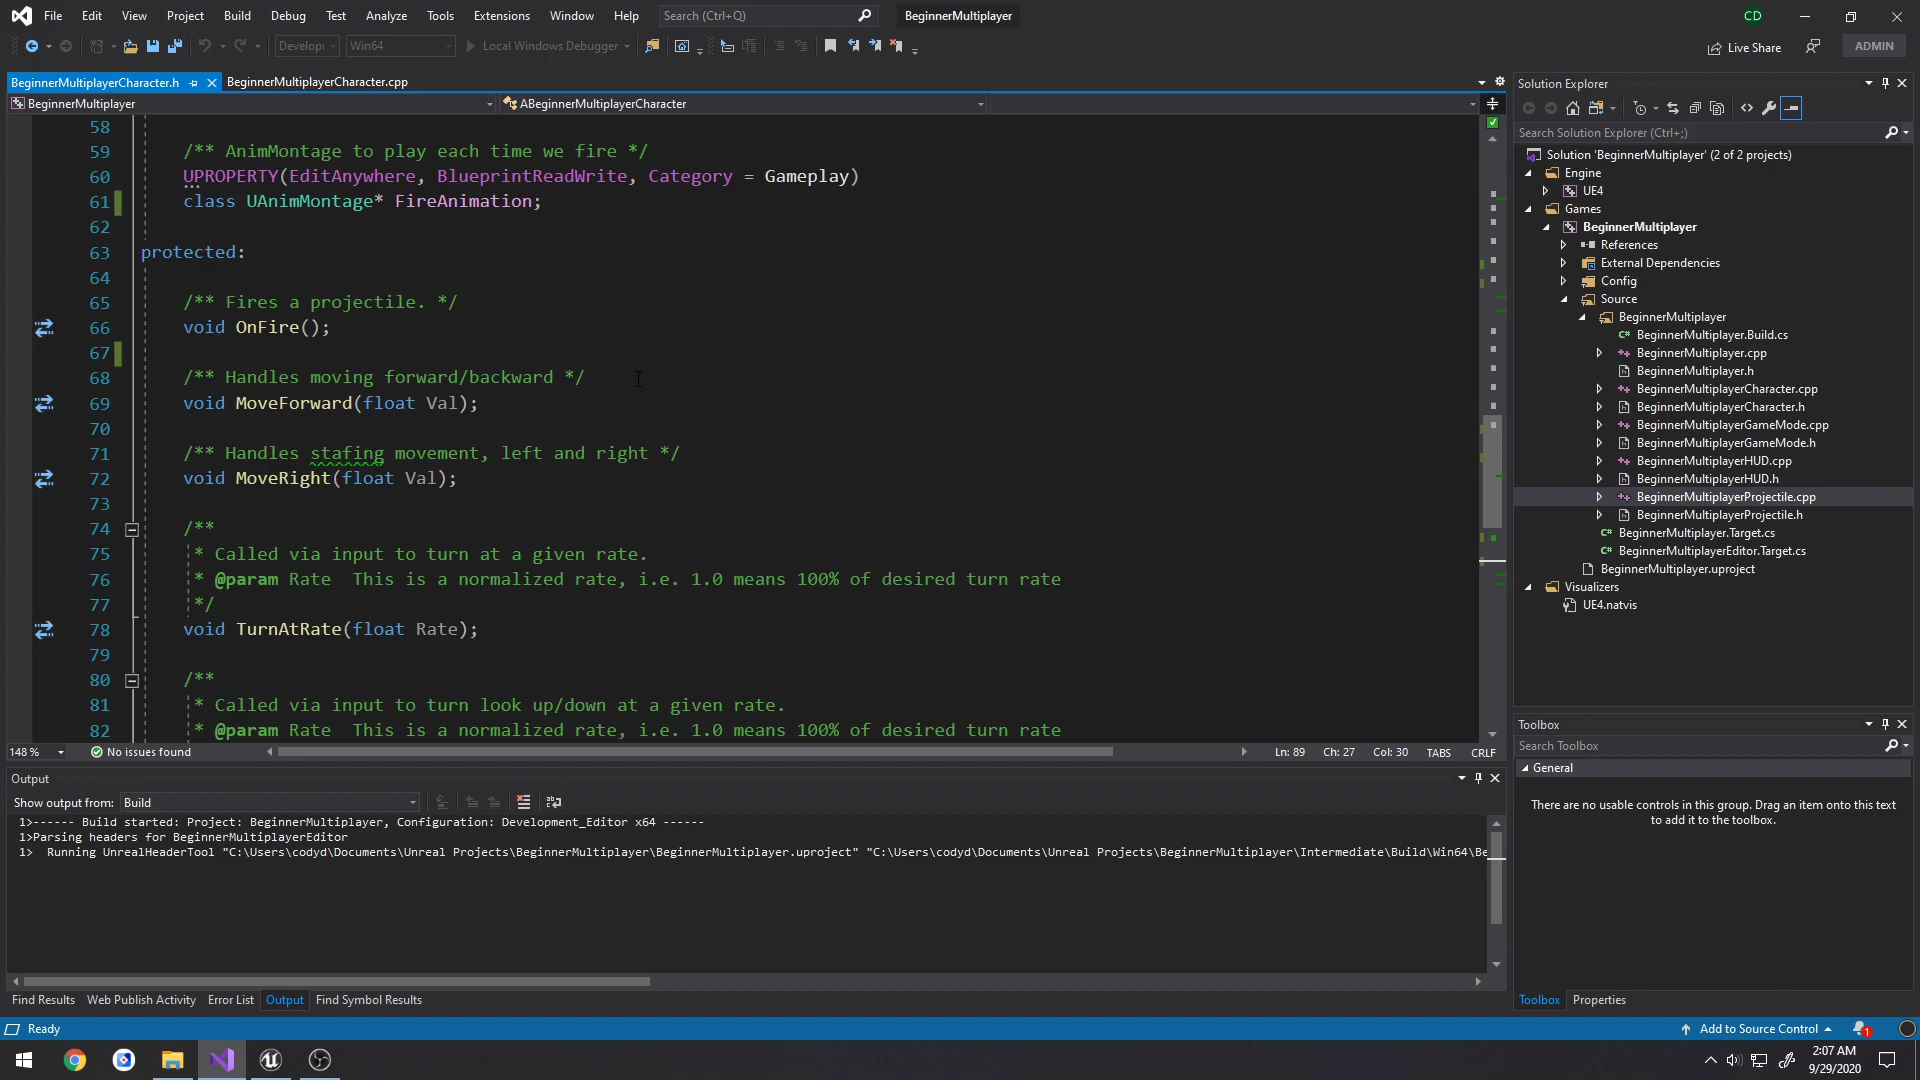 File Edit View Project Build Debug Test Analyze Tools Extensions Window Help Search (Ctrl+Q) BeginnerMultiplayer CD
Develop Win64 Local Windows Debugger Live Share ADMIN
BeginnerMultiplayerCharacter.h BeginnerMultiplayerCharacter.cpp
BeginnerMultiplayer ABeginnerMultiplayerCharacter
58
59 /** AnimMontage to play each time we fire */
60 UPROPERTY(EditAnywhere, BlueprintReadWrite, Category = Gameplay)
61 class UAnimMontage* FireAnimation;
62
63 protected:
64
65 /** Fires a projectile. */
66 void OnFire();
67
68 /** Handles moving forward/backward */
69 void MoveForward(float Val);
70
71 /** Handles stafing movement, left and right */
72 void MoveRight(float Val);
73
74 /**
75 * Called via input to turn at a given rate.
76 * @param Rate This is a normalized rate, i.e. 1.0 means 100% of desired turn rate
77 */
78 void TurnAtRate(float Rate);
79
80 /**
81 * Called via input to turn look up/down at a given rate.
82 * @param Rate This is a normalized rate, i.e. 1.0 means 100% of desired turn rate
148 % No issues found Ln: 89 Ch: 27 Col: 30 TABS CRLF
Output
Show output from: Build
1>------ Build started: Project: BeginnerMultiplayer, Configuration: Development_Editor x64 ------
1>Parsing headers for BeginnerMultiplayerEditor
1> Running UnrealHeaderTool "C:\Users\codyd\Documents\Unreal Projects\BeginnerMultiplayer\BeginnerMultiplayer.uproject" "C:\Users\codyd\Documents\Unreal Projects\BeginnerMultiplayer\Intermediate\Build\Win64\Be
Find Results Web Publish Activity Error List Output Find Symbol Results
Solution Explorer
Search Solution Explorer (Ctrl+;)
Solution 'BeginnerMultiplayer' (2 of 2 projects)
Engine
UE4
Games
BeginnerMultiplayer
References
External Dependencies
Config
Source
BeginnerMultiplayer
C# BeginnerMultiplayer.Build.cs
BeginnerMultiplayer.cpp
BeginnerMultiplayer.h
BeginnerMultiplayerCharacter.cpp
BeginnerMultiplayerCharacter.h
BeginnerMultiplayerGameMode.cpp
BeginnerMultiplayerGameMode.h
BeginnerMultiplayerHUD.cpp
BeginnerMultiplayerHUD.h
BeginnerMultiplayerProjectile.cpp
BeginnerMultiplayerProjectile.h
C# BeginnerMultiplayer.Target.cs
C# BeginnerMultiplayerEditor.Target.cs
BeginnerMultiplayer.uproject
Visualizers
UE4.natvis
Toolbox
Search Toolbox
General
There are no usable controls in this group. Drag an item onto this text
to add it to the toolbox.
Toolbox Properties
Ready Add to Source Control 1
2:07 AM
9/29/2020